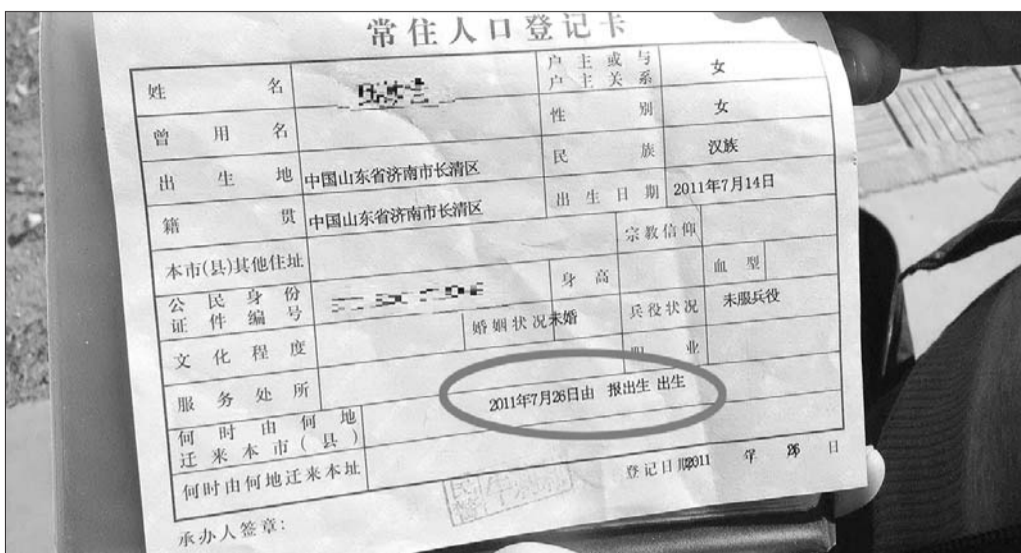 常住人口登记卡
姓名 户主或与户主关系 女
曾用名 性别 女
出生地 中国山东省济南市长清区 民族 汉族
籍贯 中国山东省济南市长清区 出生日期 2011年7月14日
本市(县)其他住址 宗教信仰
公民身份证件编号 身高 血型
文化程度 婚姻状况 未婚 兵役状况 未服兵役
服务处所 职业
何时由何地迁来本市(县) 2011年7月26日由 报出生 出生
何时由何地迁来本址
承办人签章: 登记日期 2011 年 26 日